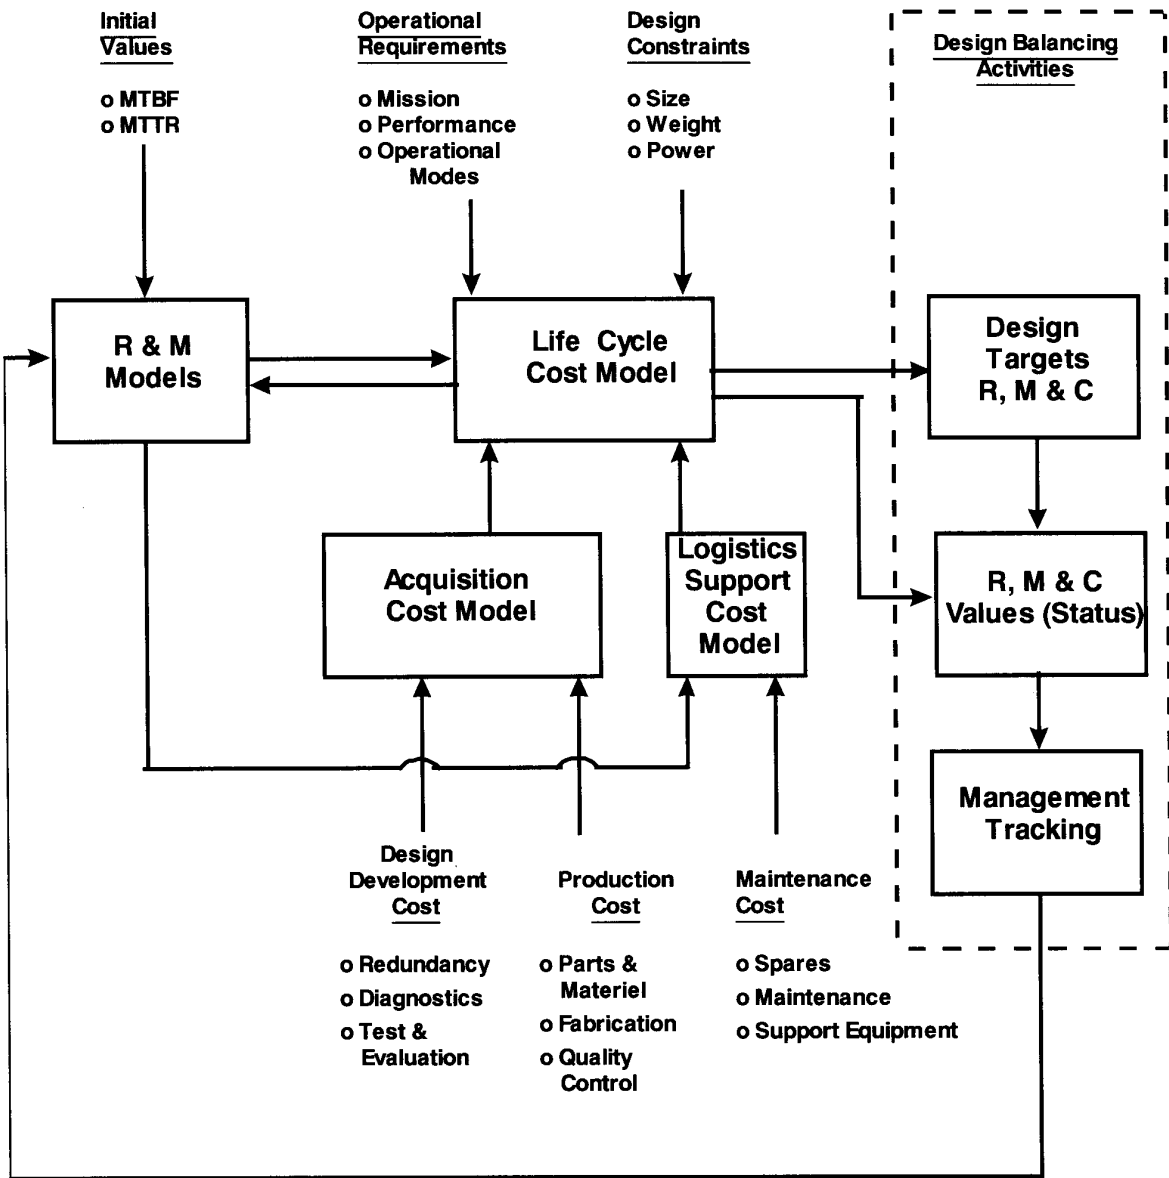 Initial
Values
o MTBF
o MTTR
Operational
Requirements
o Mission
o Performance
o Operational
Modes
Design
Constraints
o Size
o Weight
o Power
Design Balancing
Activities
R & M
Models
Life Cycle
Cost Model
Design
Targets
R, M & C
Acquisition
Cost Model
Logistics
Support
Cost
Model
R, M & C
Values (Status)
Management
Tracking
Design
Development
Cost
o Redundancy
o Diagnostics
o Test &
Evaluation
Production
Cost
o Parts &
Materiel
o Fabrication
o Quality
Control
Maintenance
Cost
o Spares
o Maintenance
o Support Equipment